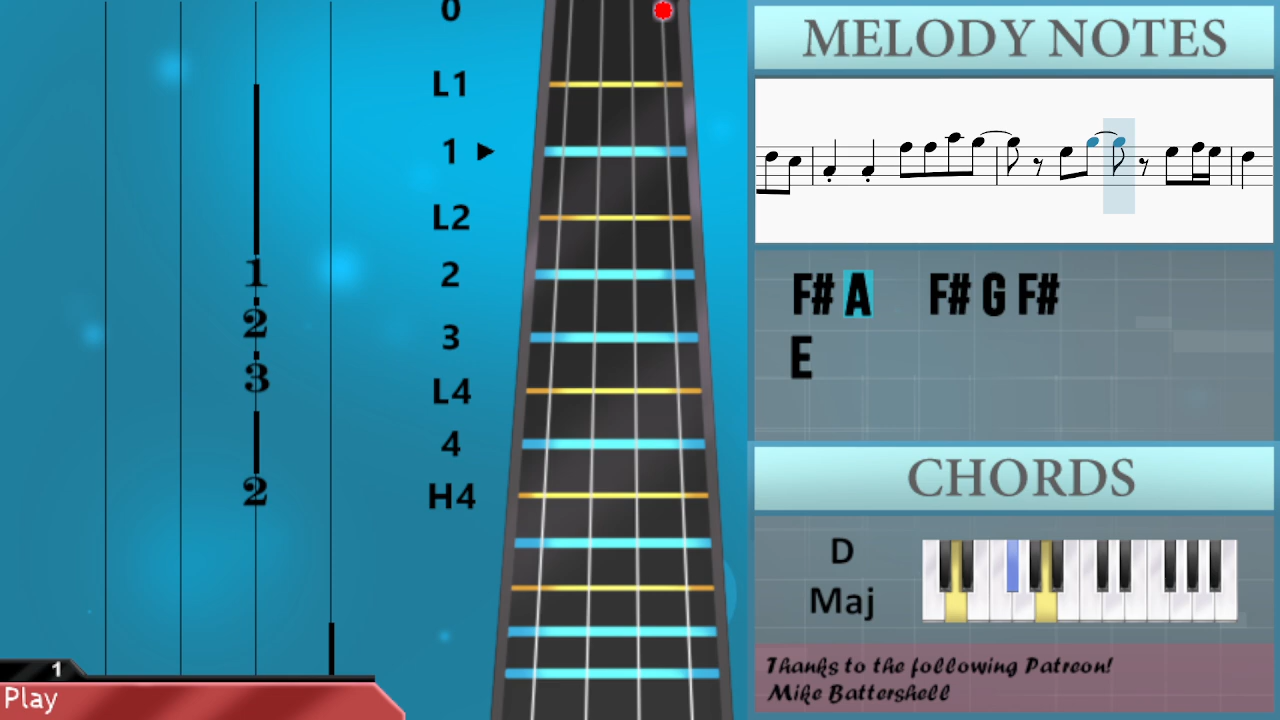 0
L1
1
L2
2
3
L4
4
H4
1
2
3
2
1
Play
MELODY NOTES
F# A F# G F#
E
CHORDS
D
Maj
Thanks to the following Patreon!
Mike Battershell